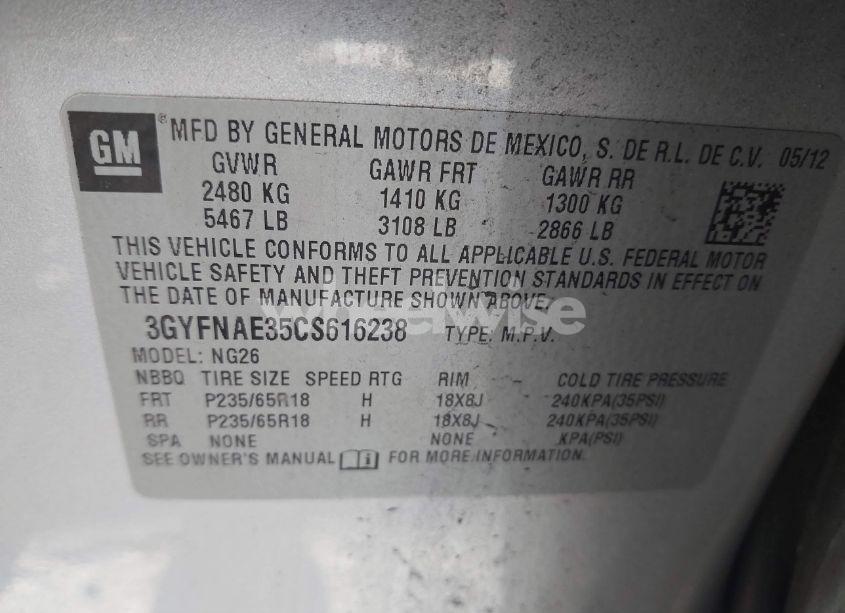 GM ® MFD BY GENERAL MOTORS DE MEXICO, S. DE R.L. DE C.V. 05/12
GVWR GAWR FRT GAWR RR
2480 KG 1410 KG 1300 KG
5467 LB 3108 LB 2866 LB
THIS VEHICLE CONFORMS TO ALL APPLICABLE U.S. FEDERAL MOTOR
VEHICLE SAFETY AND THEFT PREVENTION STANDARDS IN EFFECT ON
THE DATE OF MANUFACTURE SHOWN ABOVE.
wheelwise
3GYFNAE35CS616238 TYPE: M.P.V.
MODEL: NG26
NBBQ TIRE SIZE SPEED RTG RIM COLD TIRE PRESSURE
FRT P235/65R18 H 18X8J 240KPA(35PSI)
RR P235/65R18 H 18X8J 240KPA(35PSI)
SPA NONE NONE KPA(PSI)
SEE OWNER'S MANUAL i FOR MORE INFORMATION.